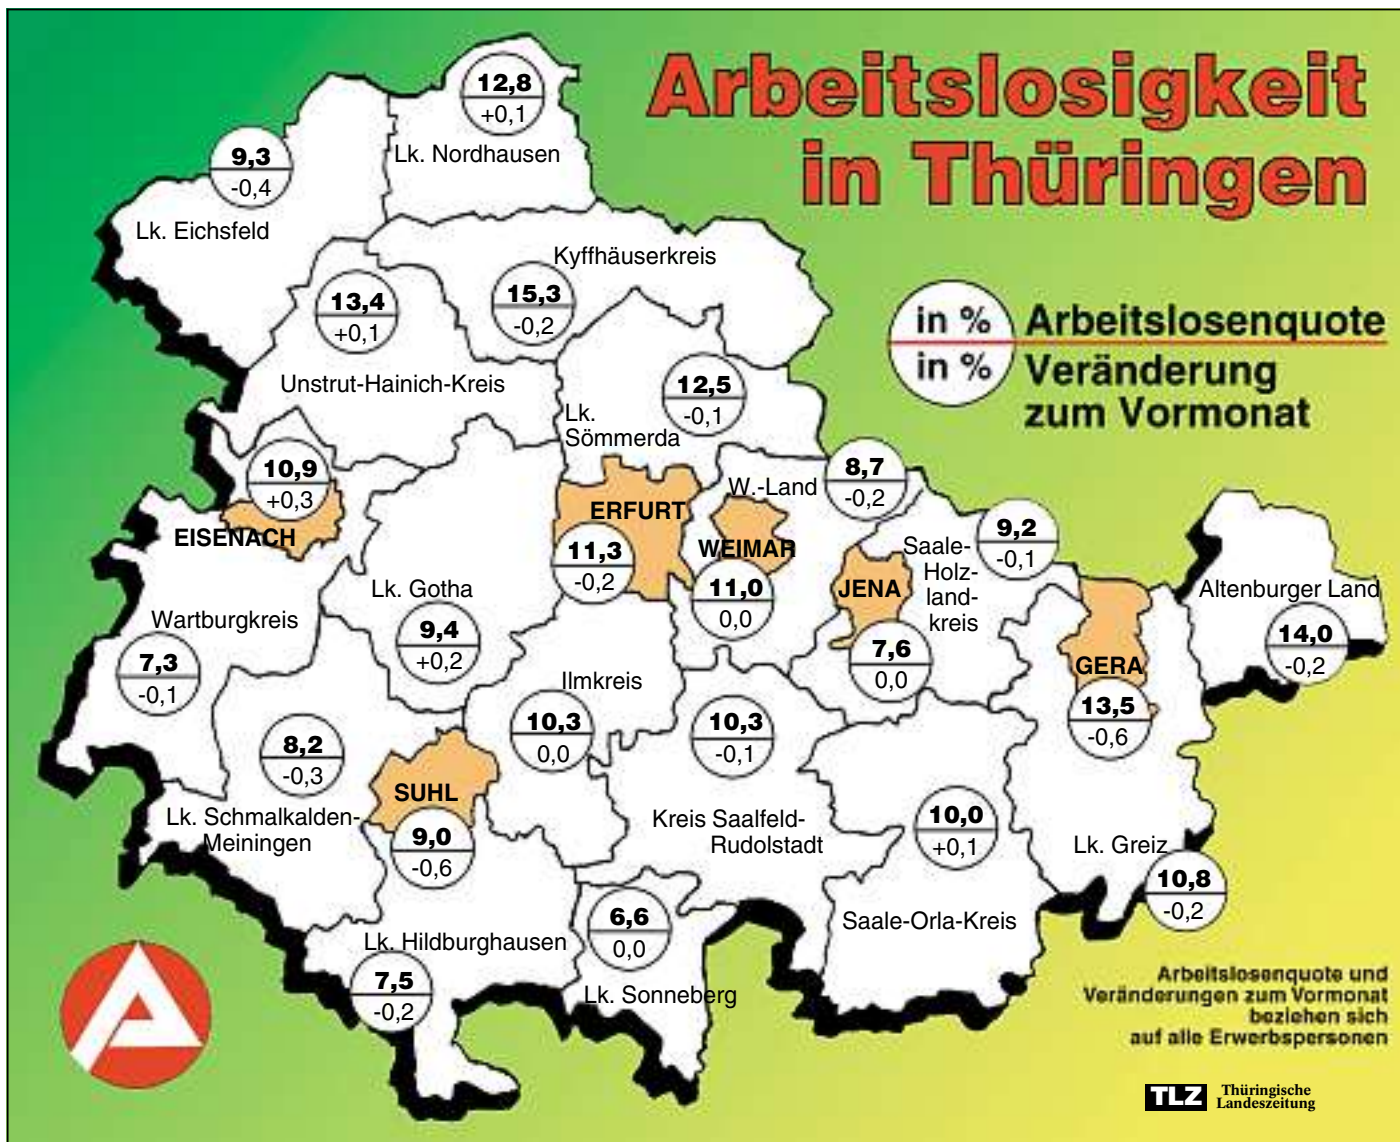 Arbeitslosigkeit
in Thüringen
12,8
+0,1
Lk. Nordhausen
9,3
-0,4
Lk. Eichsfeld
Kyffhäuserkreis
15,3
-0,2
13,4
+0,1
Unstrut-Hainich-Kreis
in % Arbeitslosenquote
in % Veränderung
zum Vormonat
12,5
-0,1
Lk.
Sömmerda
10,9
+0,3
EISENACH
ERFURT
11,3
-0,2
W.-Land
8,7
-0,2
WEIMAR
11,0
0,0
JENA
7,6
0,0
Saale-
Holz-
land-
kreis
9,2
-0,1
Altenburger Land
14,0
-0,2
Lk. Gotha
9,4
+0,2
Wartburgkreis
7,3
-0,1
GERA
13,5
-0,6
Ilmkreis
10,3
0,0
10,3
-0,1
Kreis Saalfeld-
Rudolstadt
8,2
-0,3
Lk. Schmalkalden-
Meiningen
SUHL
9,0
-0,6
10,0
+0,1
Saale-Orla-Kreis
Lk. Greiz
10,8
-0,2
6,6
0,0
Lk. Sonneberg
Lk. Hildburghausen
7,5
-0,2
Arbeitslosenquote und
Veränderungen zum Vormonat
beziehen sich
auf alle Erwerbspersonen
TLZ Thüringische
Landeszeitung